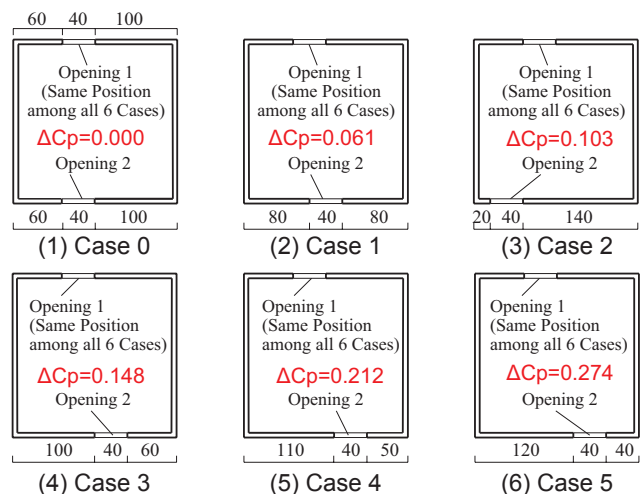 60 40 100
Opening 1
(Same Position
among all 6 Cases)
ΔCp=0.000
Opening 2
60 40 100
(1) Case 0
Opening 1
(Same Position
among all 6 Cases)
ΔCp=0.061
Opening 2
80 40 80
(2) Case 1
Opening 1
(Same Position
among all 6 Cases)
ΔCp=0.103
Opening 2
20 40 140
(3) Case 2
Opening 1
(Same Position
among all 6 Cases)
ΔCp=0.148
Opening 2
100 40 60
(4) Case 3
Opening 1
(Same Position
among all 6 Cases)
ΔCp=0.212
Opening 2
110 40 50
(5) Case 4
Opening 1
(Same Position
among all 6 Cases)
ΔCp=0.274
Opening 2
120 40 40
(6) Case 5